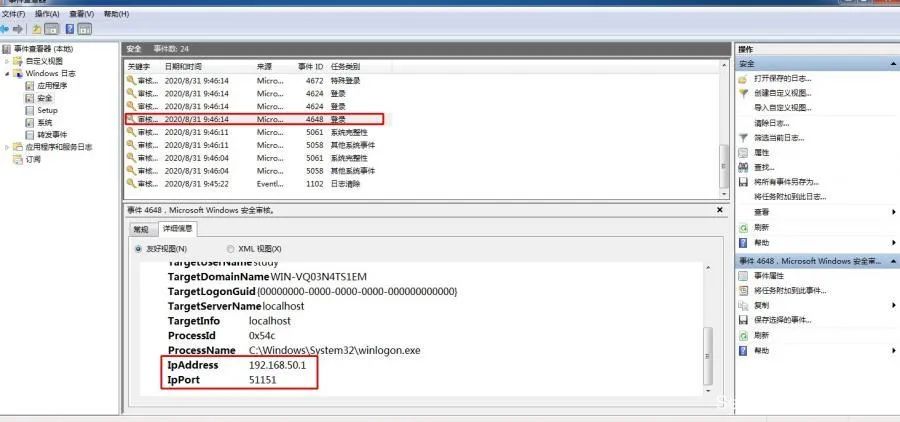 事件查看器
文件(F) 操作(A) 查看(V) 帮助(H)
事件查看器 (本地)
自定义视图
Windows 日志
应用程序
安全
Setup
系统
转发事件
应用程序和服务日志
订阅
安全 事件数: 24
关键字 日期和时间 来源 事件 ID 任务类别
审核... 2020/8/31 9:46:14 Micro... 4672 特殊登录
审核... 2020/8/31 9:46:14 Micro... 4624 登录
审核... 2020/8/31 9:46:14 Micro... 4624 登录
审核... 2020/8/31 9:46:14 Micro... 4648 登录
审核... 2020/8/31 9:46:11 Micro... 5061 系统完整性
审核... 2020/8/31 9:46:11 Micro... 5058 其他系统事件
审核... 2020/8/31 9:46:04 Micro... 5061 系统完整性
审核... 2020/8/31 9:46:04 Micro... 5058 其他系统事件
审核... 2020/8/31 9:45:22 Eventl... 1102 日志清除
事件 4648，Microsoft Windows 安全审核。
常规 详细信息
友好视图(N) XML 视图(X)
TargetUserName study
TargetDomainName WIN-VQ03N4TS1EM
TargetLogonGuid {00000000-0000-0000-0000-000000000000}
TargetServerName localhost
TargetInfo localhost
ProcessId 0x54c
ProcessName C:\Windows\System32\winlogon.exe
IpAddress 192.168.50.1
IpPort 51151
操作
安全
打开保存的日志...
创建自定义视图...
导入自定义视图...
清除日志...
筛选当前日志...
属性
查找...
将所有事件另存为...
将任务附加到此日志...
查看
刷新
帮助
事件 4648，Microsoft Windows 安全审...
事件属性
将任务附加到此事件...
复制
保存选择的事件...
刷新
帮助